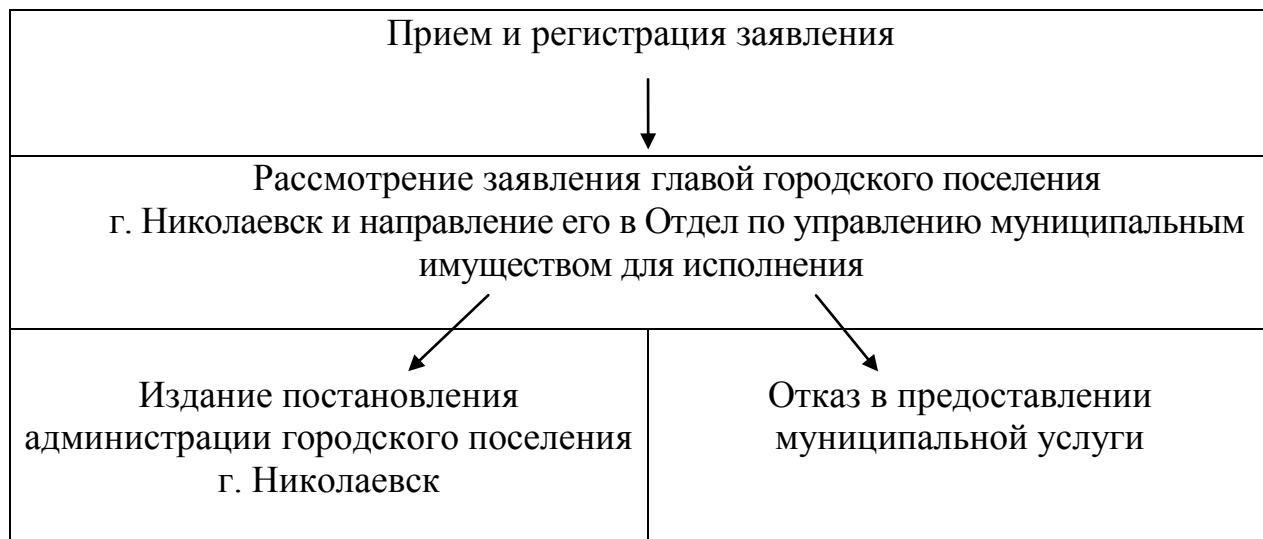 Прием и регистрация заявления
Рассмотрение заявления главой городского поселения
г. Николаевск и направление его в Отдел по управлению муниципальным
имуществом для исполнения
Издание постановления
администрации городского поселения
г. Николаевск
Отказ в предоставлении
муниципальной услуги